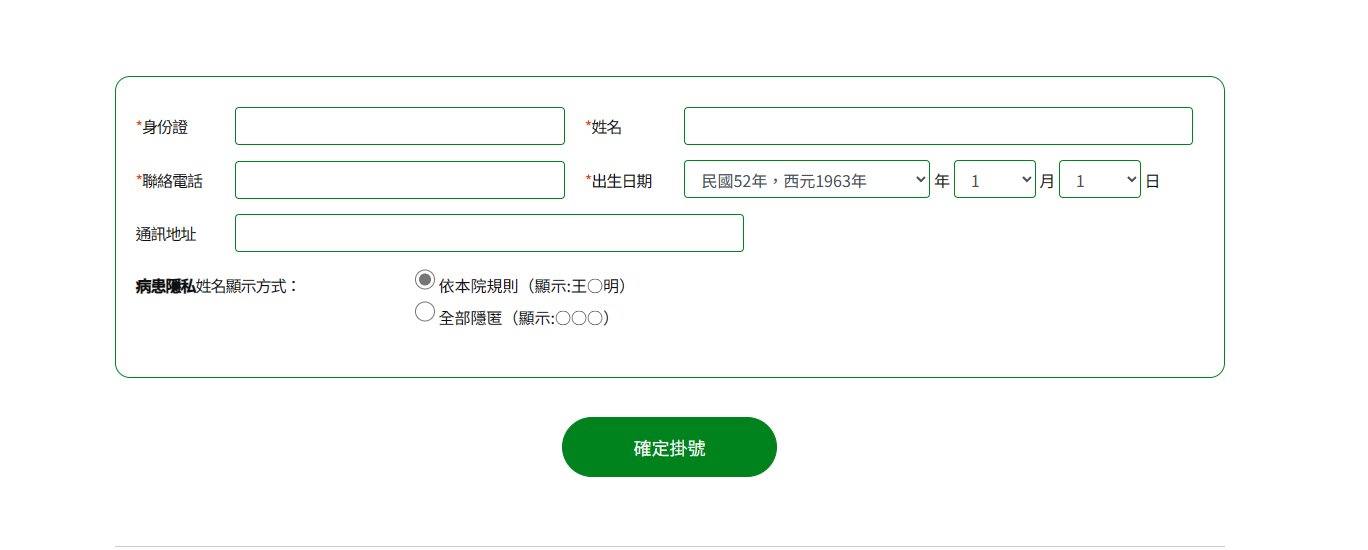 *身份證 *姓名
*聯絡電話 *出生日期 民國52年，西元1963年 年 1 月 1 日
通訊地址
病患隱私姓名顯示方式： 依本院規則（顯示:王○明）
全部隱匿（顯示:○○○）
確定掛號